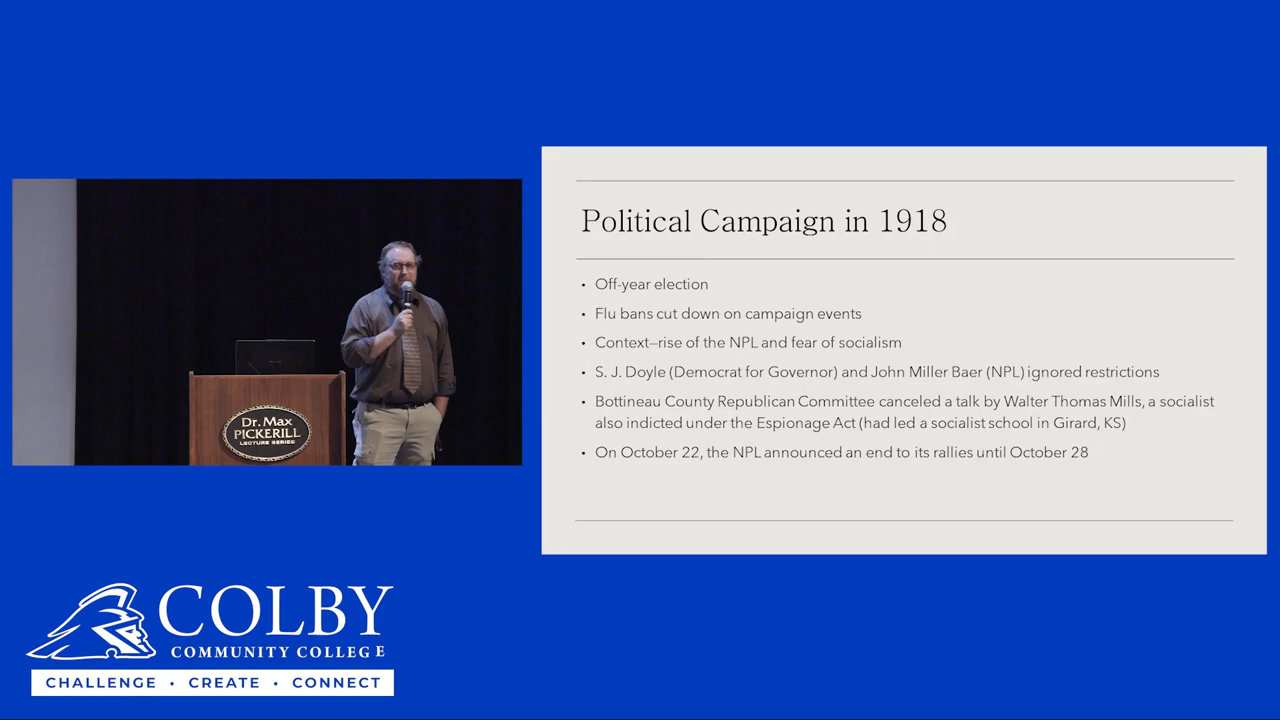 Political Campaign in 1918
• Off-year election
• Flu bans cut down on campaign events
• Context–rise of the NPL and fear of socialism
• S. J. Doyle (Democrat for Governor) and John Miller Baer (NPL) ignored restrictions
• Bottineau County Republican Committee canceled a talk by Walter Thomas Mills, a socialist
also indicted under the Espionage Act (had led a socialist school in Girard, KS)
• On October 22, the NPL announced an end to its rallies until October 28
Dr. Max
PICKERILL
LECTURE SERIES
COLBY
COMMUNITY COLLEGE
CHALLENGE • CREATE • CONNECT